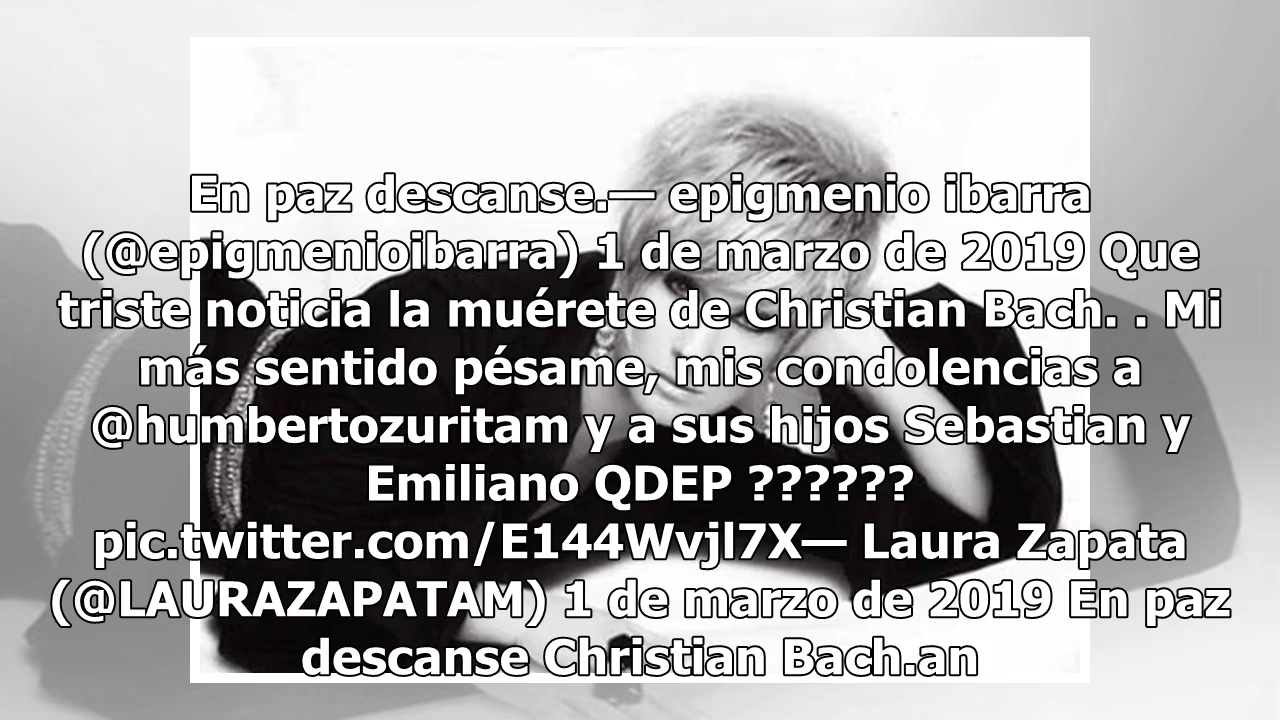 En paz descanse.— epigmenio ibarra
(@epigmenioibarra) 1 de marzo de 2019 Que
triste noticia la muérete de Christian Bach. . Mi
más sentido pésame, mis condolencias a
@humbertozuritam y a sus hijos Sebastian y
Emiliano QDEP ??????
pic.twitter.com/E144Wvjl7X— Laura Zapata
(@LAURAZAPATAM) 1 de marzo de 2019 En paz
descanse Christian Bach.an